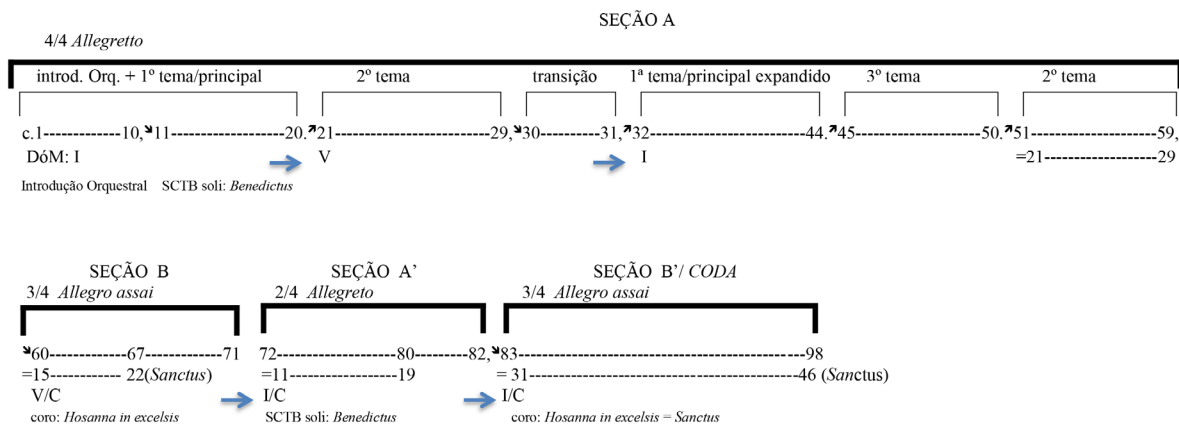 SEÇÃO A
4/4 Allegretto
introd. Orq. + 1º tema/principal 2º tema transição 1ª tema/principal expandido 3º tema 2º tema
c.1-------------10,➘11--------------------20.➚21----------------------29,➘30---------31,➚32-----------------------44.➚45------------------50.➚51------------------59,
DóM: I V I =21-----------------29
Introdução Orquestral SCTB soli: Benedictus
SEÇÃO B SEÇÃO A' SEÇÃO B'/ CODA
3/4 Allegro assai 2/4 Allegreto 3/4 Allegro assai
➘60--------------67-------------71 72--------------------80---------82,➘83------------------------------------------------98
=15------------- 22(Sanctus) =11-------------------19 = 31-----------------------------------------------46 (Sanctus)
V/C I/C I/C
coro: Hosanna in excelsis SCTB soli: Benedictus coro: Hosanna in excelsis = Sanctus